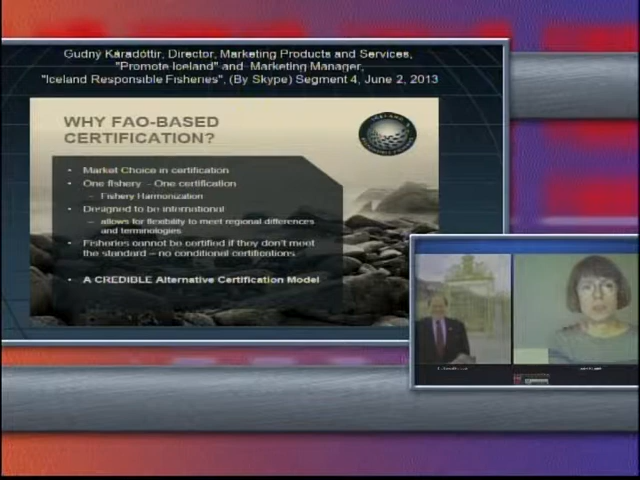 Gudný Káradóttir, Director, Marketing Products and Services,
"Promote Iceland" and Marketing Manager,
"Iceland Responsible Fisheries", (By Skype) Segment 4, June 2, 2013
WHY FAO-BASED
CERTIFICATION?
• Market Choice in certification
• One fishery – One certification
– Fishery Harmonization
• Designed to be international
– allows for flexibility to meet regional differences
and terminologies
• Fisheries cannot be certified if they don't meet
the standard – no conditional certifications
• A CREDIBLE Alternative Certification Model